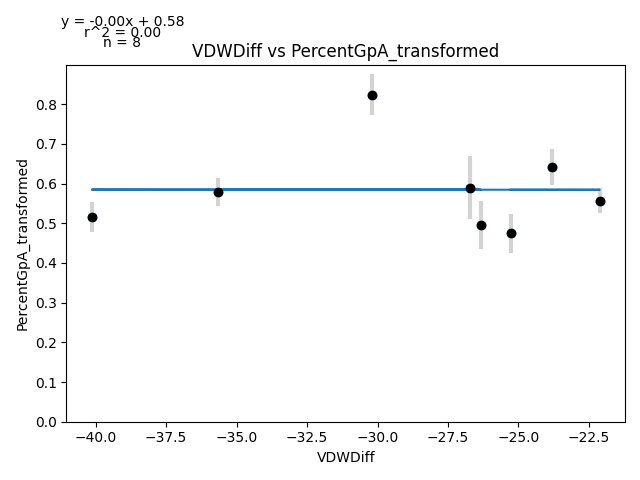 y = -0.00x + 0.58
r^2 = 0.00
n = 8
VDWDiff vs PercentGpA_transformed
PercentGpA_transformed
0.8
0.7
0.6
0.5
0.4
0.3
0.2
0.1
0.0
−40.0 −37.5 −35.0 −32.5 −30.0 −27.5 −25.0 −22.5
VDWDiff